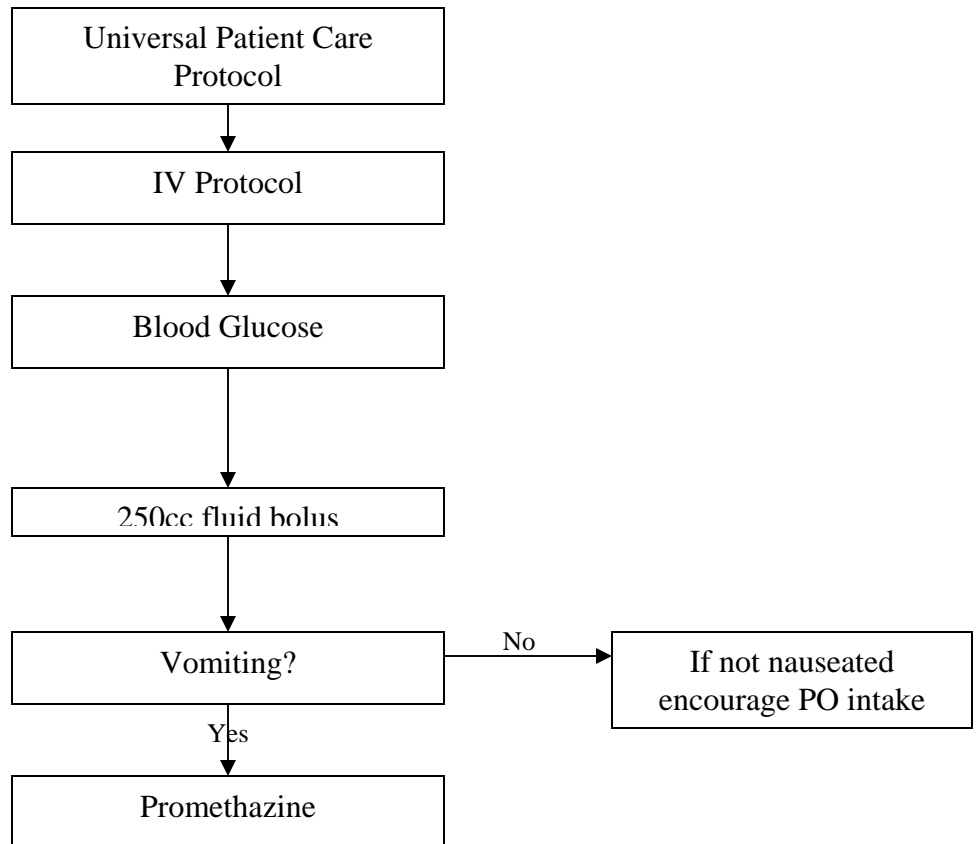 Universal Patient Care
Protocol
IV Protocol
Blood Glucose
250cc fluid bolus
Vomiting?
No
If not nauseated
encourage PO intake
Yes
Promethazine